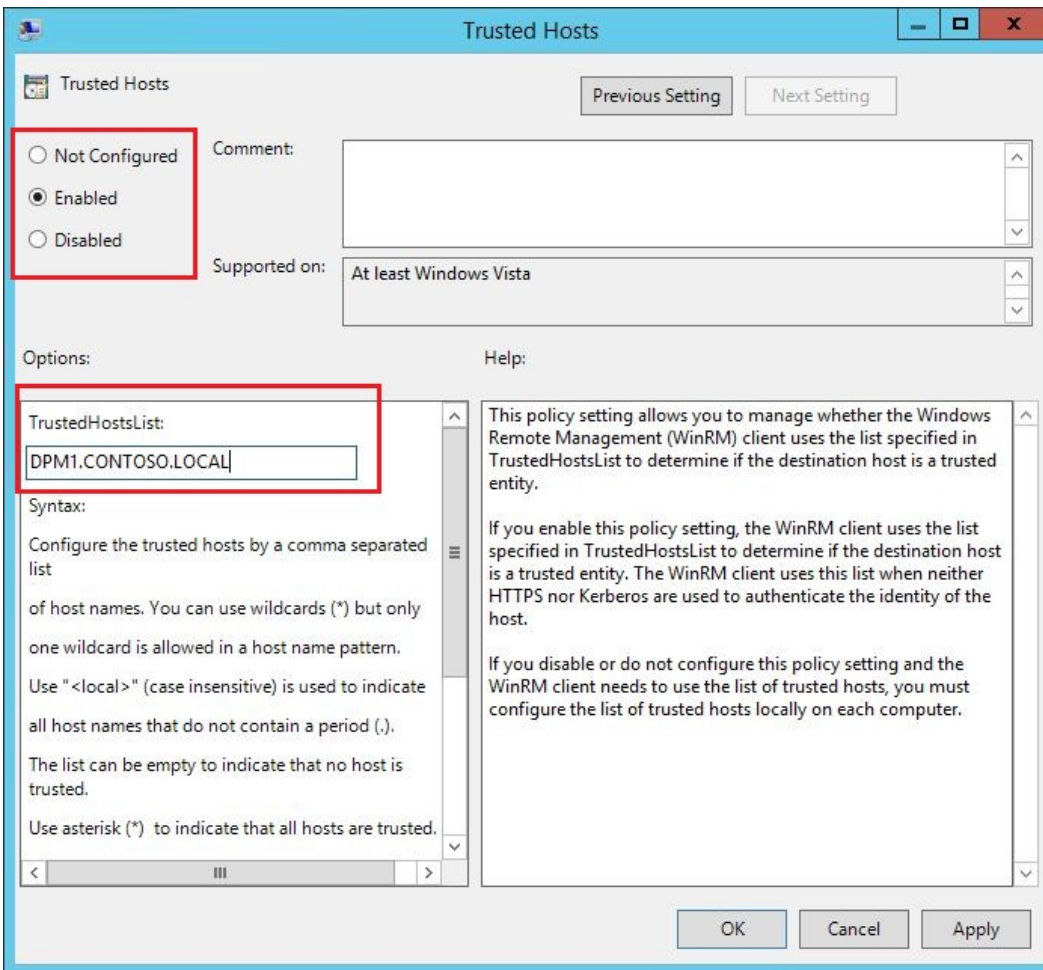 Trusted Hosts
Trusted Hosts
Previous Setting
Next Setting
Not Configured
Enabled
Disabled
Comment:
Supported on:
At least Windows Vista
Options:
Help:
TrustedHostsList:
DPM1.CONTOSO.LOCAL
Syntax:
Configure the trusted hosts by a comma separated
list
of host names. You can use wildcards (*) but only
one wildcard is allowed in a host name pattern.
Use "<local>" (case insensitive) is used to indicate
all host names that do not contain a period (.).
The list can be empty to indicate that no host is
trusted.
Use asterisk (*) to indicate that all hosts are trusted.
This policy setting allows you to manage whether the Windows
Remote Management (WinRM) client uses the list specified in
TrustedHostsList to determine if the destination host is a trusted
entity.
If you enable this policy setting, the WinRM client uses the list
specified in TrustedHostsList to determine if the destination host
is a trusted entity. The WinRM client uses this list when neither
HTTPS nor Kerberos are used to authenticate the identity of the
host.
If you disable or do not configure this policy setting and the
WinRM client needs to use the list of trusted hosts, you must
configure the list of trusted hosts locally on each computer.
OK
Cancel
Apply